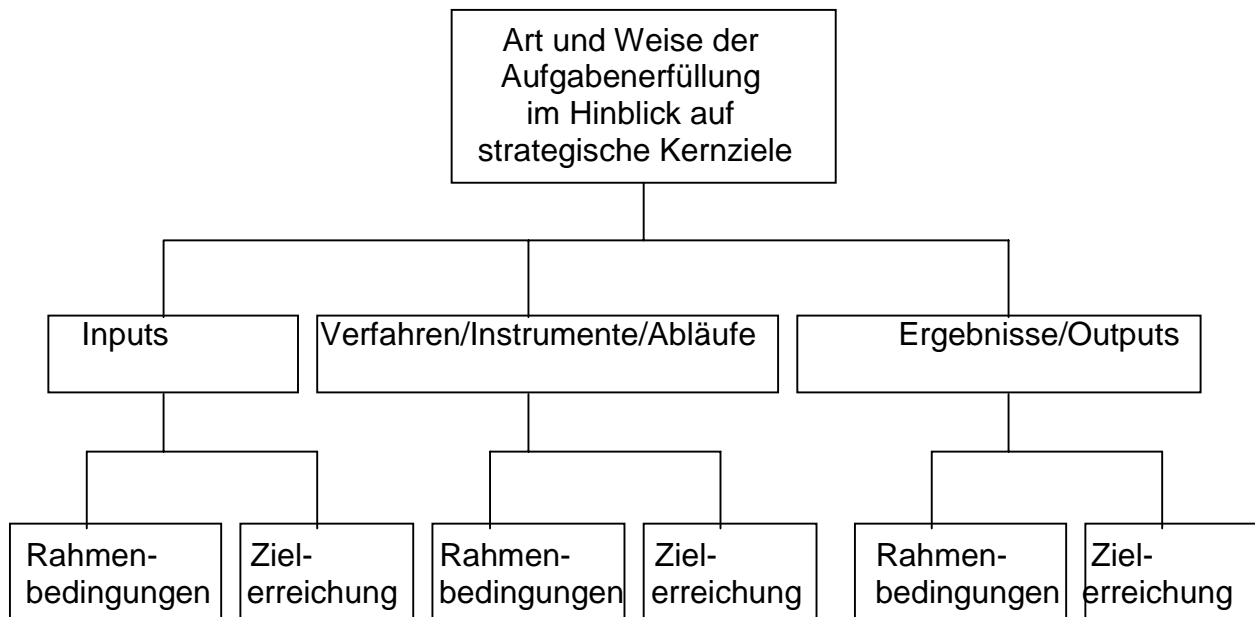 Art und Weise der
Aufgabenerfüllung
im Hinblick auf
strategische Kernziele
Inputs
Verfahren/Instrumente/Abläufe
Ergebnisse/Outputs
Rahmen-
bedingungen
Ziel-
erreichung
Rahmen-
bedingungen
Ziel-
erreichung
Rahmen-
bedingungen
Ziel-
erreichung